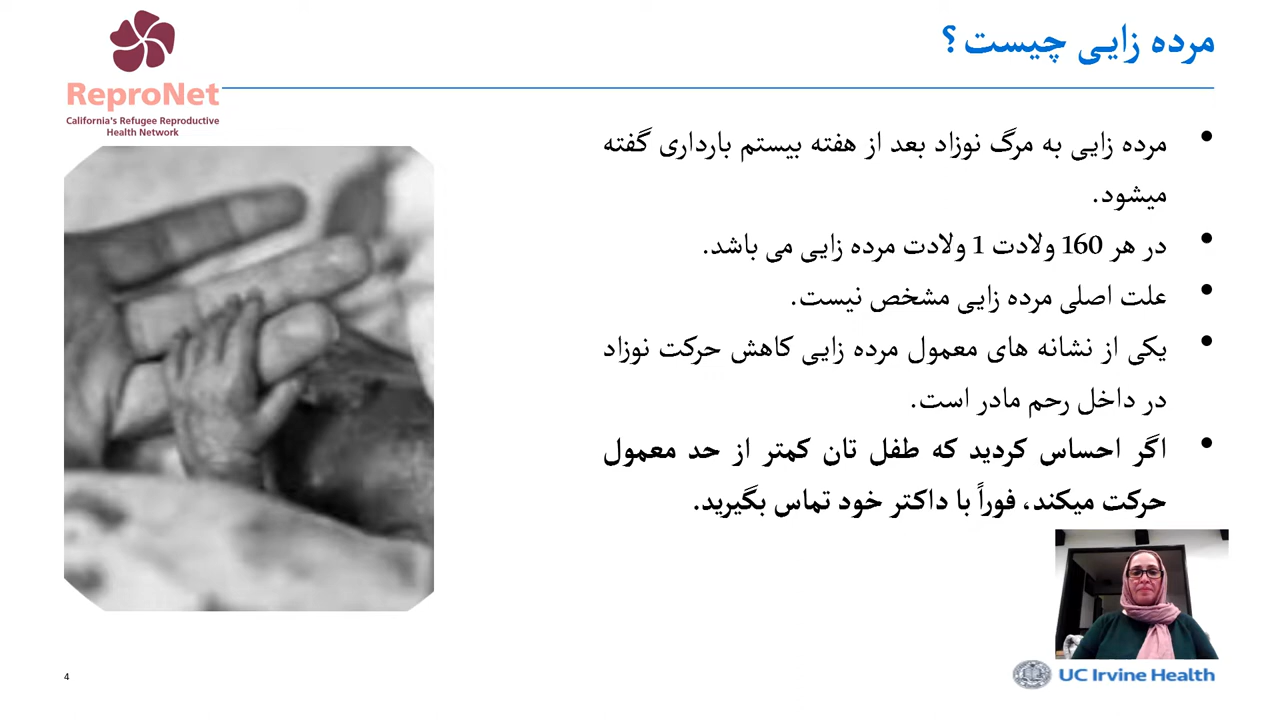 مرده زایی چیست؟
ReproNet
California's Refugee Reproductive
Health Network
• مرده زایی به مرگ نوزاد بعد از هفته بیستم بارداری گفته
میشود.
• در هر 160 ولادت 1 ولادت مرده زایی می باشد.
• علت اصلی مرده زایی مشخص نیست.
• یکی از نشانه های معمول مرده زایی کاهش حرکت نوزاد
در داخل رحم مادر است.
• اگر احساس کردید که طفل تان کمتر از حد معمول
حرکت میکند، فوراً با داکتر خود تماس بگیرید.
4
UC Irvine Health